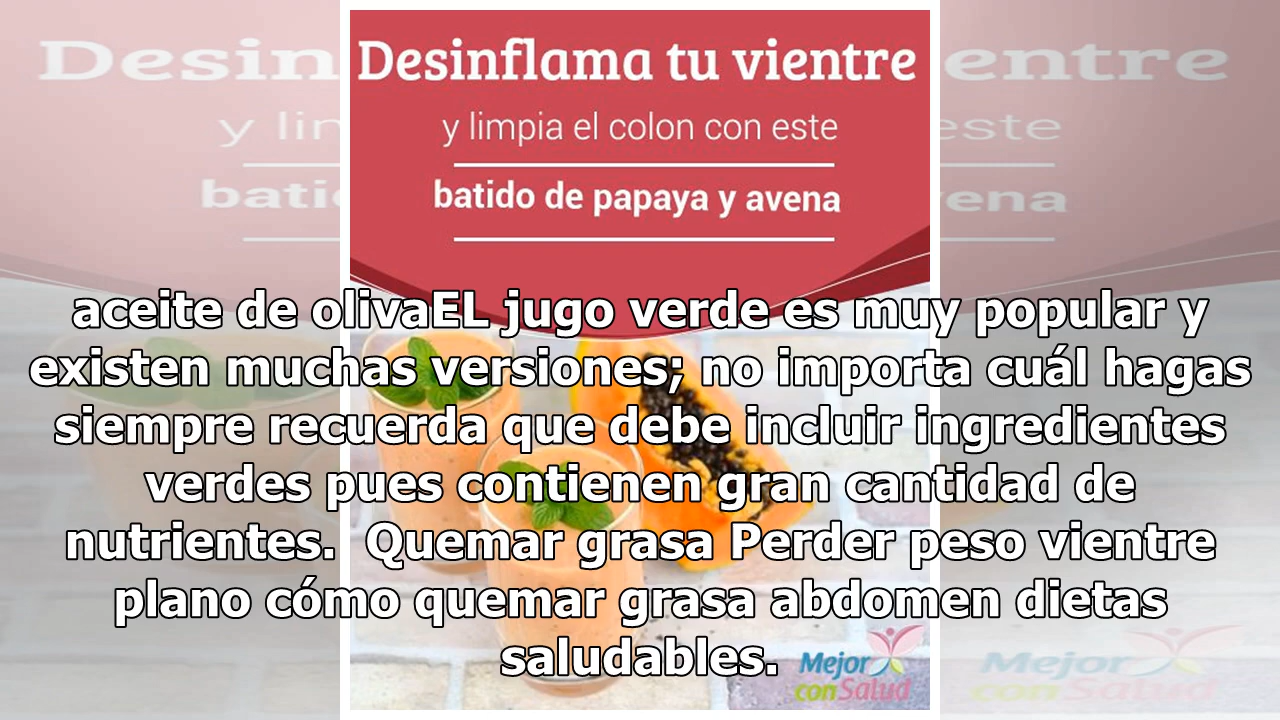 Desinflama tu vientre
y limpia el colon con este
batido de papaya y avena
aceite de olivaEL jugo verde es muy popular y
existen muchas versiones; no importa cuál hagas
siempre recuerda que debe incluir ingredientes
verdes pues contienen gran cantidad de
nutrientes.  Quemar grasa Perder peso vientre
plano cómo quemar grasa abdomen dietas
saludables.
Mejor
con Salud